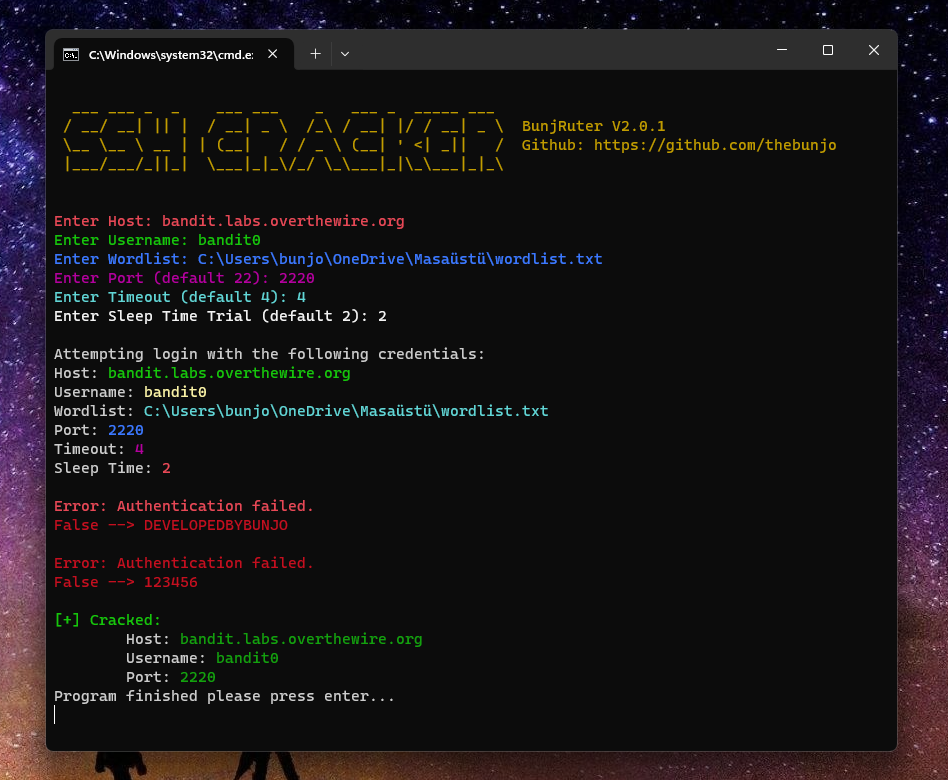 C:\Windows\system32\cmd.e:
SSH CRACKER
BunjRuter V2.0.1
Github: https://github.com/thebunjo
Enter Host: bandit.labs.overthewire.org
Enter Username: bandit0
Enter Wordlist: C:\Users\bunjo\OneDrive\Masaüstü\wordlist.txt
Enter Port (default 22): 2220
Enter Timeout (default 4): 4
Enter Sleep Time Trial (default 2): 2
Attempting login with the following credentials:
Host: bandit.labs.overthewire.org
Username: bandit0
Wordlist: C:\Users\bunjo\OneDrive\Masaüstü\wordlist.txt
Port: 2220
Timeout: 4
Sleep Time: 2
Error: Authentication failed.
False --> DEVELOPEDBYBUNJO
Error: Authentication failed.
False --> 123456
[+] Cracked:
Host: bandit.labs.overthewire.org
Username: bandit0
Port: 2220
Program finished please press enter...